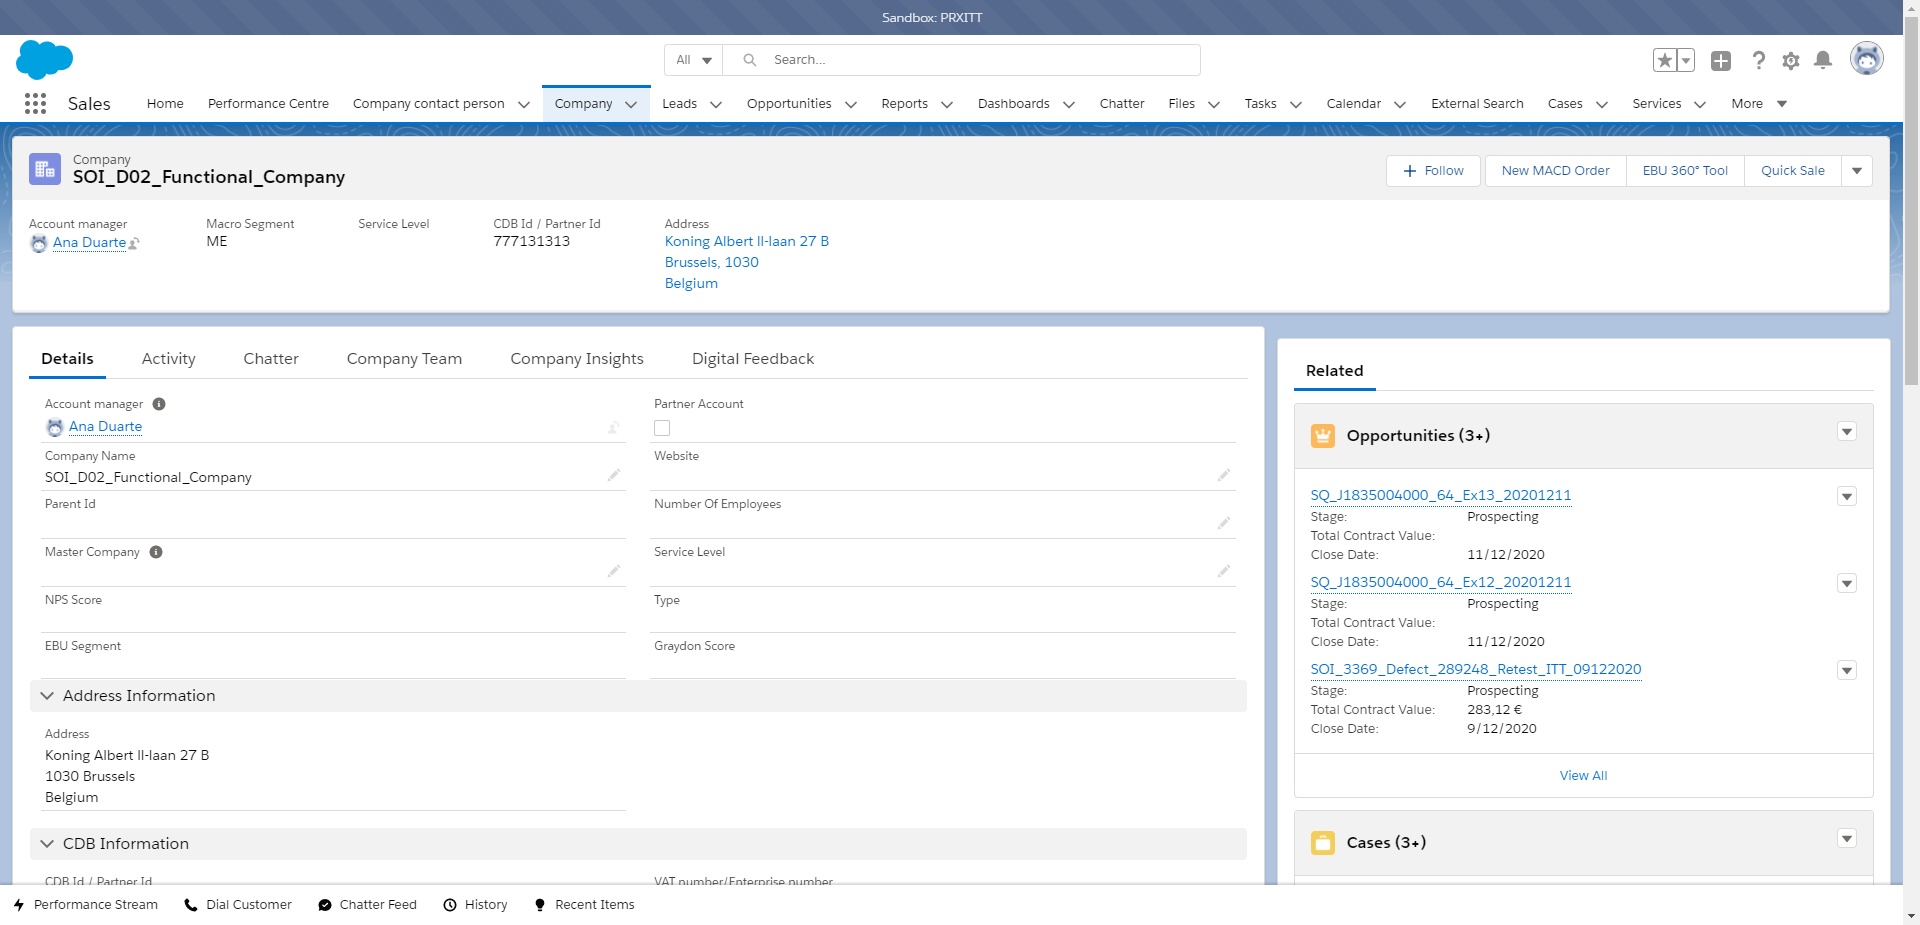 Sandbox: PRXITT
All
Search...
Sales
Home
Performance Centre
Company contact person
Company
Leads
Opportunities
Reports
Dashboards
Chatter
Files
Tasks
Calendar
External Search
Cases
Services
More
Company
SOI_D02_Functional_Company
Follow
New MACD Order
EBU 360° Tool
Quick Sale
Account manager
Ana Duarte
Macro Segment
ME
Service Level
CDB Id / Partner Id
777131313
Address
Koning Albert II-laan 27 B
Brussels, 1030
Belgium
Details
Activity
Chatter
Company Team
Company Insights
Digital Feedback
Account manager
Ana Duarte
Partner Account
Company Name
SOI_D02_Functional_Company
Website
Parent Id
Number Of Employees
Master Company
Service Level
NPS Score
Type
EBU Segment
Graydon Score
Address Information
Address
Koning Albert II-laan 27 B
1030 Brussels
Belgium
CDB Information
CDB Id / Partner Id
VAT number/Enterprise number
Related
Opportunities (3+)
SQ_J1835004000_64_Ex13_20201211
Stage: Prospecting
Total Contract Value:
Close Date: 11/12/2020
SQ_J1835004000_64_Ex12_20201211
Stage: Prospecting
Total Contract Value:
Close Date: 11/12/2020
SOI_3369_Defect_289248_Retest_ITT_09122020
Stage: Prospecting
Total Contract Value: 283,12 €
Close Date: 9/12/2020
View All
Cases (3+)
Performance Stream
Dial Customer
Chatter Feed
History
Recent Items